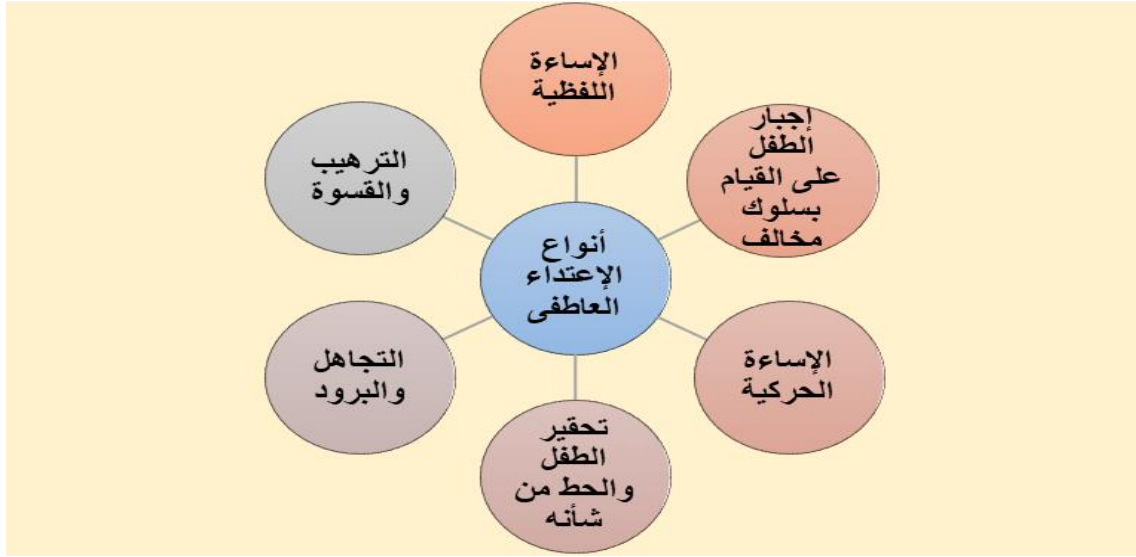 الإساءة
اللفظية
إجبار
الطفل
على القيام
بسلوك
مخالف
الإساءة
الحركية
تحقير
الطفل
والحط من
شأنه
التجاهل
والبرود
الترهيب
والقسوة
أنواع
الإعتداء
العاطفى